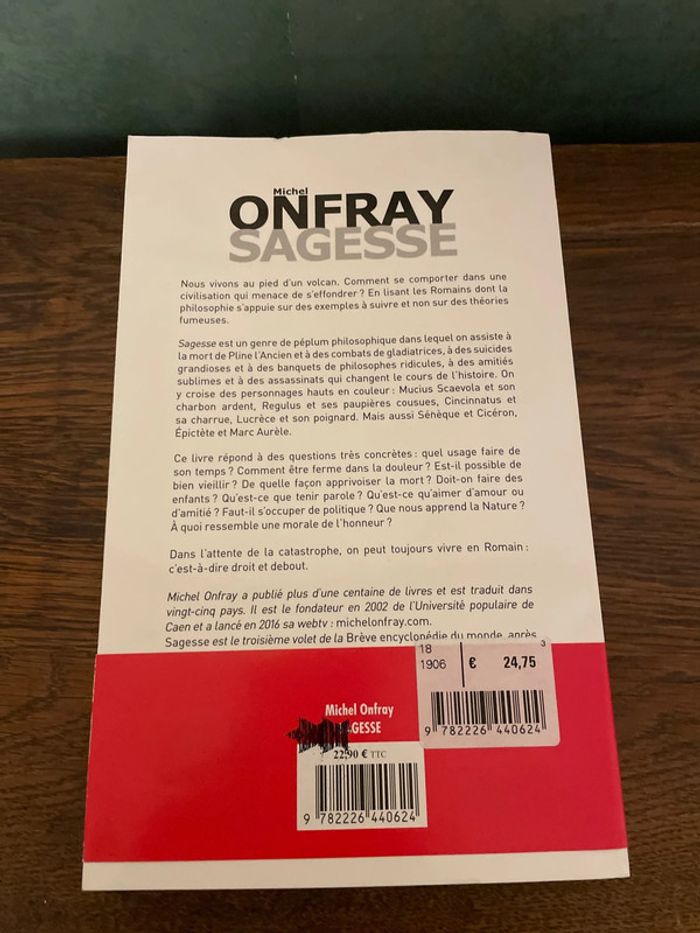 Michel
ONFRAY
SAGESSE
Nous vivons au pied d'un volcan. Comment se comporter dans une
civilisation qui menace de s'effondrer ? En lisant les Romains dont la
philosophie s'appuie sur des exemples à suivre et non sur des théories
fumeuses.
Sagesse est un genre de péplum philosophique dans lequel on assiste à
la mort de Pline l'Ancien et à des combats de gladiatrices, à des suicides
grandioses et à des banquets de philosophes ridicules, à des amitiés
sublimes et à des assassinats qui changent le cours de l'histoire. On
y croise des personnages hauts en couleur : Mucius Scaevola et son
charbon ardent, Regulus et ses paupières cousues, Cincinnatus et
sa charrue, Lucrèce et son poignard. Mais aussi Sénèque et Cicéron,
Épictète et Marc Aurèle.
Ce livre répond à des questions très concrètes : quel usage faire de
son temps ? Comment être ferme dans la douleur ? Est-il possible de
bien vieillir ? De quelle façon apprivoiser la mort ? Doit-on faire des
enfants ? Qu'est-ce que tenir parole ? Qu'est-ce qu'aimer d'amour ou
d'amitié ? Faut-il s'occuper de politique ? Que nous apprend la Nature ?
À quoi ressemble une morale de l'honneur ?
Dans l'attente de la catastrophe, on peut toujours vivre en Romain :
c'est-à-dire droit et debout.
Michel Onfray a publié plus d'une centaine de livres et est traduit dans
vingt-cinq pays. Il est le fondateur en 2002 de l'Université populaire de
Caen et a lancé en 2016 sa webtv : michelonfray.com.
Sagesse est le troisième volet de la Brève encyclopédie du monde, après
18
1906 € 24,75
3
9 782226 440624
Michel Onfray
GESSE
22,90 € TTC
9 782226 440624